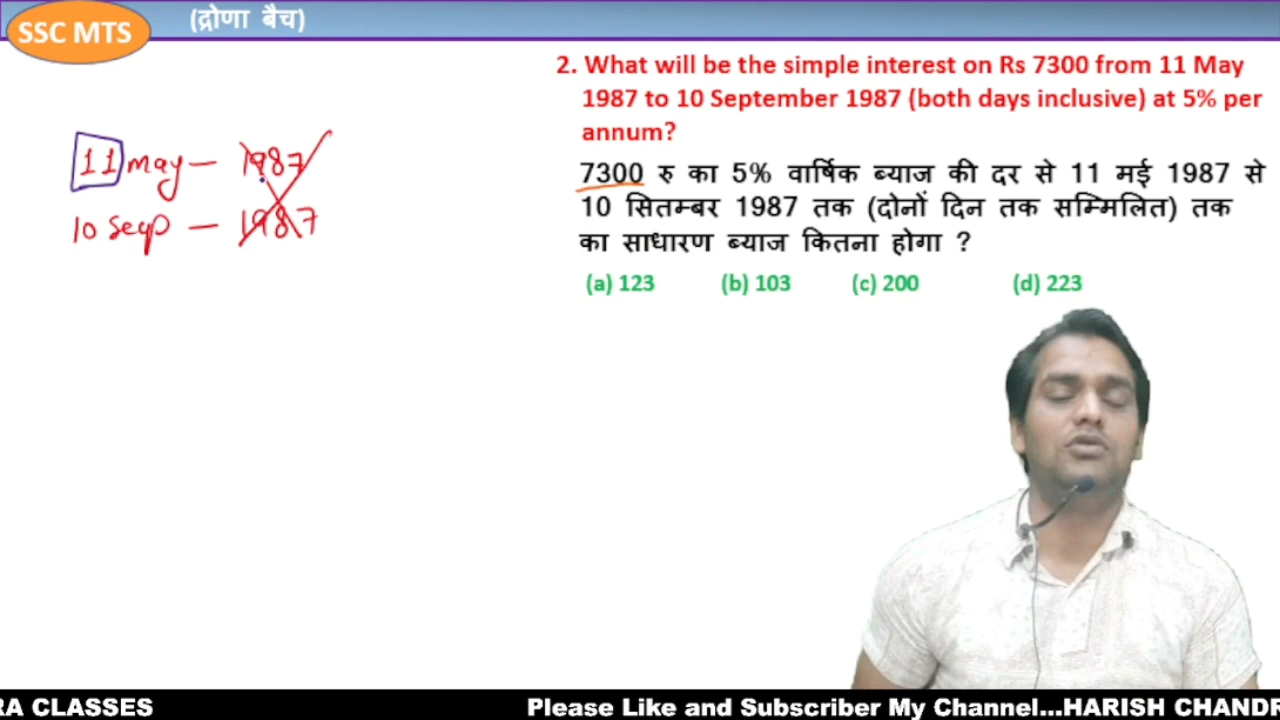 SSC MTS
(द्रोणा बैच)
2. What will be the simple interest on Rs 7300 from 11 May
1987 to 10 September 1987 (both days inclusive) at 5% per
annum?
7300 रु का 5% वार्षिक ब्याज की दर से 11 मई 1987 से
10 सितम्बर 1987 तक (दोनों दिन तक सम्मिलित) तक
का साधारण ब्याज कितना होगा ?
(a) 123 (b) 103 (c) 200 (d) 223
11 may – 1987
10 Seqp – 1987
RA CLASSES
Please Like and Subscriber My Channel...HARISH CHANDR